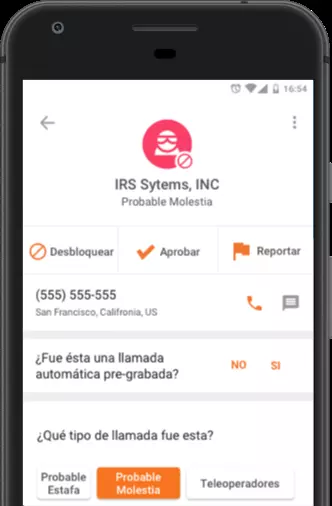 16:54
IRS Sytems, INC
Probable Molestia
Desbloquear Aprobar Reportar
(555) 555-555
San Francisco, Califronia, US
¿Fue ésta una llamada
automática pre-grabada?
NO SI
¿Qué tipo de llamada fue esta?
Probable
Estafa
Probable
Molestia
Teleoperadores